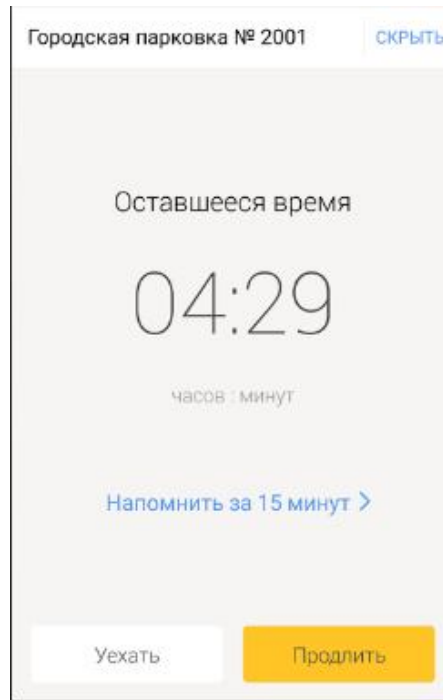 Городская парковка № 2001 СКРЫТЬ
Оставшееся время
04:29
часов : минут
Напомнить за 15 минут >
Уехать Продлить